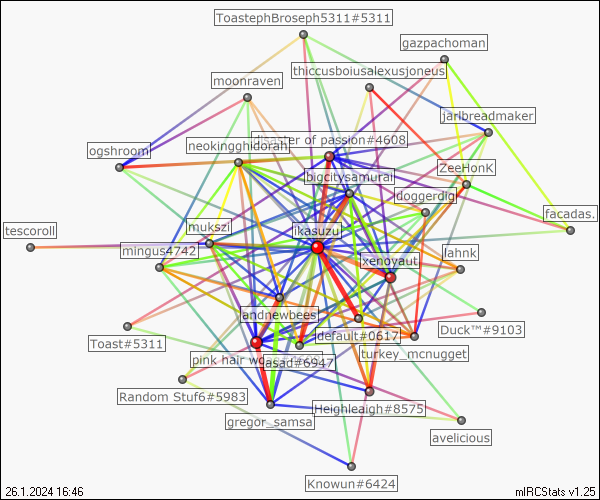 ToastephBroseph5311#5311
gazpachoman
thiccusboiusalexusjoneus
moonraven
jarlbreadmaker
disaster of passion#4608
neokingghidorah
ogshroom
ZeeHonK
bigcitysamurai
doggerdig
facadas.
mukszi
ikasuzu
tescoroll
mingus4742
lahnk
xenoyaut
andnewbees
Duck™#9103
default#0617
Toast#5311
turkey_mcnugget
pink hair
asad#6947
Random Stuf6#5983
Heighleaigh#8575
gregor_samsa
avelicious
Knowun#6424
26.1.2024 16:46
mIRCStats v1.25